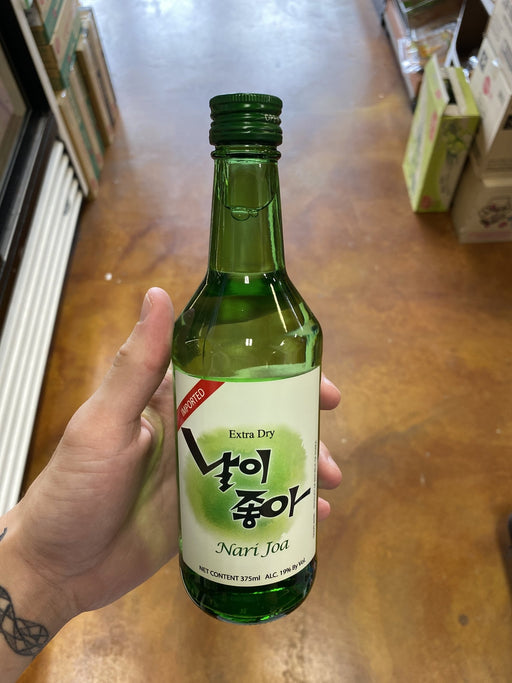 IMPORTED
Extra Dry
날이
좋아
Nari Joa
NET CONTENT 375ml ALC. 19% By Vol.